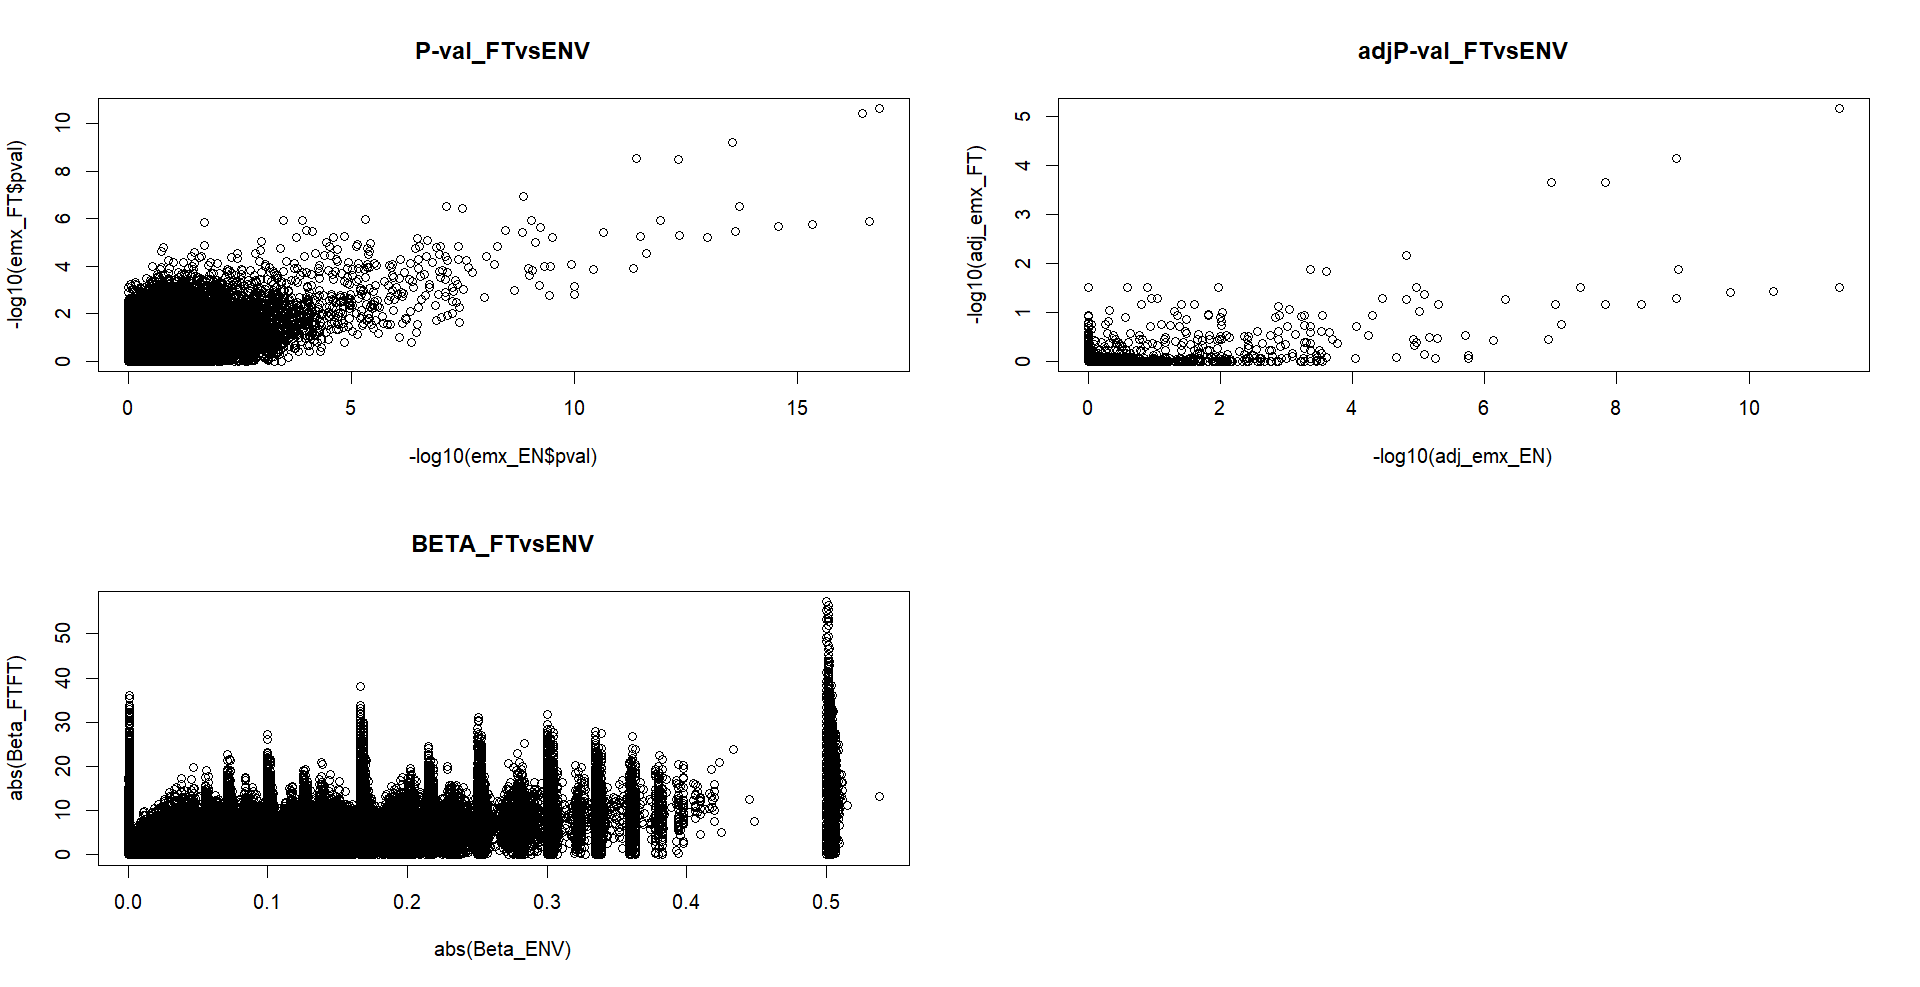 P-val_FTvsENV
-log10(emx_FT$pval)
10
8
6
4
2
0
0 5 10 15
-log10(emx_EN$pval)
adjP-val_FTvsENV
-log10(adj_emx_FT)
5
4
3
2
1
0
0 2 4 6 8 10
-log10(adj_emx_EN)
BETA_FTvsENV
abs(Beta_FTFT)
50
40
30
20
10
0
0.0 0.1 0.2 0.3 0.4 0.5
abs(Beta_ENV)